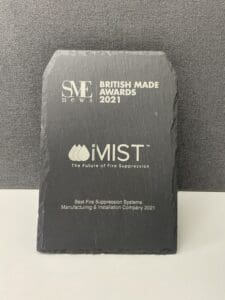 SME
news
BRITISH MADE
AWARDS
2021
iMIST™
The Future of Fire Suppression
Best Fire Suppression Systems
Manufacturing & Installation Company 2021